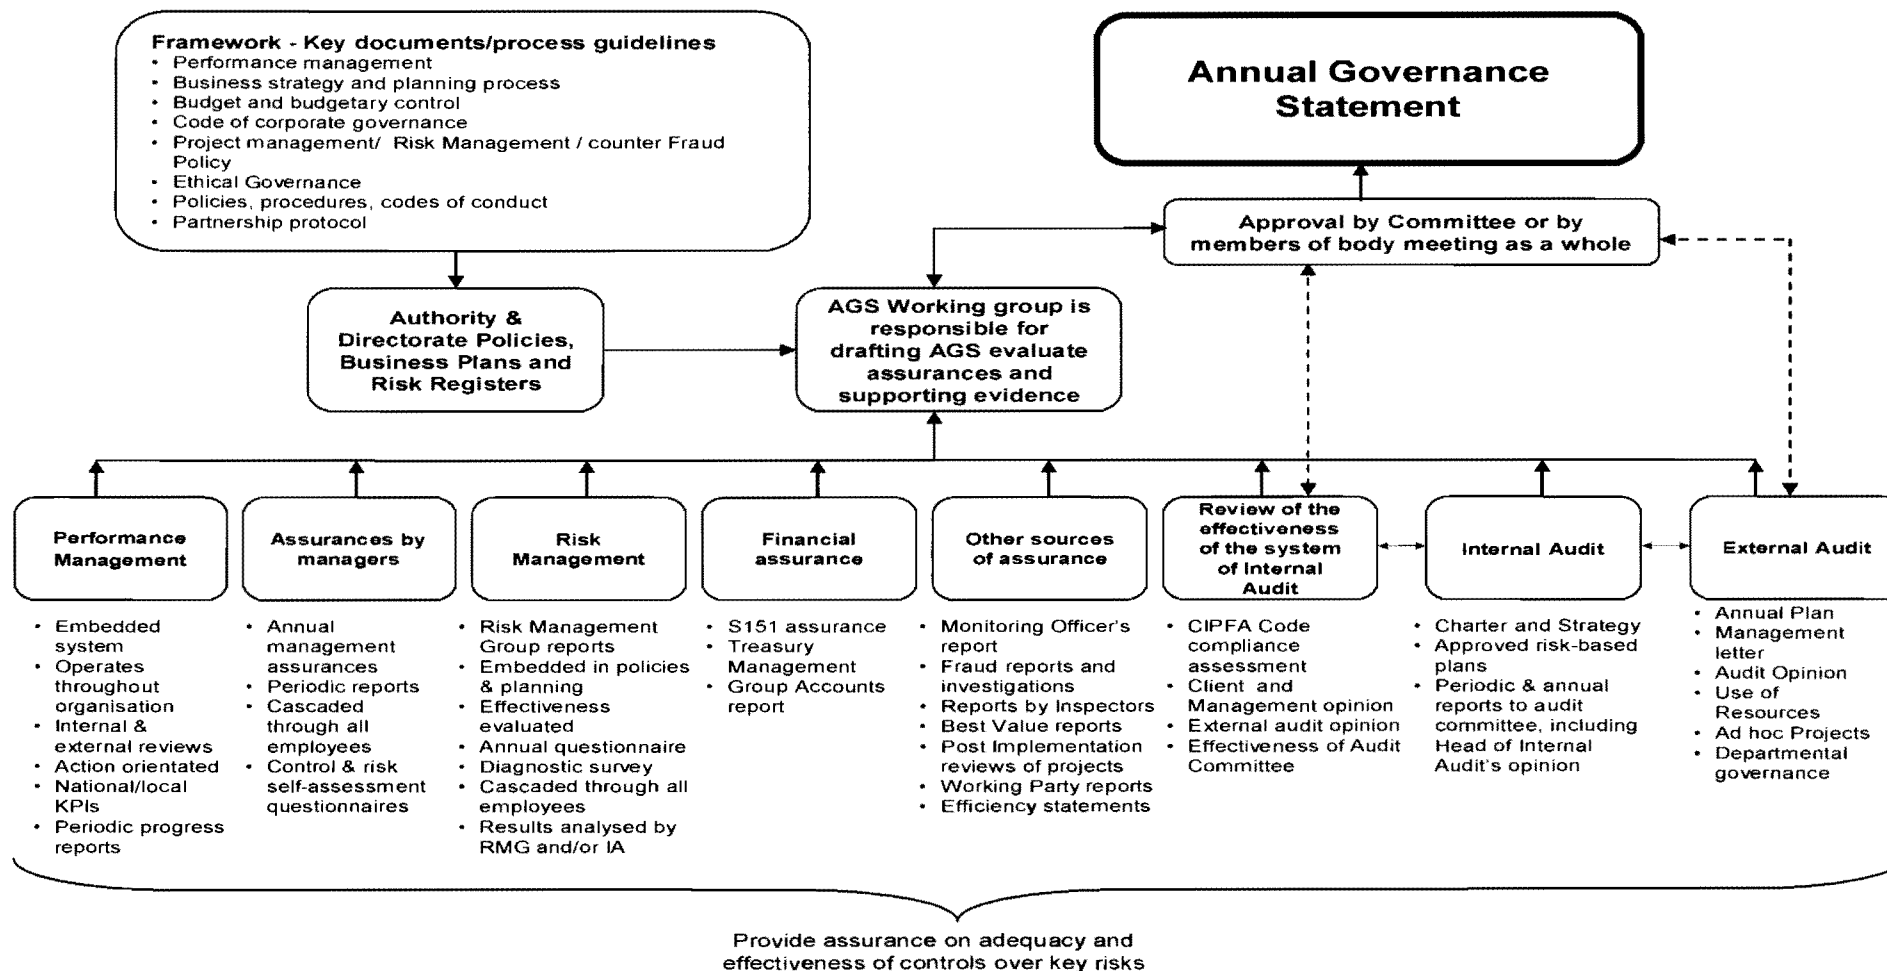 Framework - Key documents/process guidelines
• Performance management
• Business strategy and planning process
• Budget and budgetary control
• Code of corporate governance
• Project management/ Risk Management / counter Fraud
Policy
• Ethical Governance
• Policies, procedures, codes of conduct
• Partnership protocol
Annual Governance
Statement
Approval by Committee or by
members of body meeting as a whole
Authority &
Directorate Policies,
Business Plans and
Risk Registers
AGS Working group is
responsible for
drafting AGS evaluate
assurances and
supporting evidence
Performance
Management
• Embedded
system
• Operates
throughout
organisation
• Internal &
external reviews
• Action orientated
• National/local
KPIs
• Periodic progress
reports
Assurances by
managers
• Annual
management
assurances
• Periodic reports
• Cascaded
through all
employees
• Control & risk
self-assessment
questionnaires
Risk
Management
• Risk Management
Group reports
• Embedded in policies
& planning
• Effectiveness
evaluated
• Annual questionnaire
• Diagnostic survey
• Cascaded through all
employees
• Results analysed by
RMG and/or IA
Financial
assurance
• S151 assurance
• Treasury
Management
• Group Accounts
report
Other sources
of assurance
• Monitoring Officer's
report
• Fraud reports and
investigations
• Reports by Inspectors
• Best Value reports
• Post Implementation
reviews of projects
• Working Party reports
• Efficiency statements
Review of the
effectiveness
of the system
of Internal
Audit
• CIPFA Code
compliance
assessment
• Client and
Management opinion
• External audit opinion
• Effectiveness of Audit
Committee
Internal Audit
• Charter and Strategy
• Approved risk-based
plans
• Periodic & annual
reports to audit
committee, including
Head of Internal
Audit's opinion
External Audit
• Annual Plan
• Management
letter
• Audit Opinion
• Use of
Resources
• Ad hoc Projects
• Departmental
governance
Provide assurance on adequacy and
effectiveness of controls over key risks